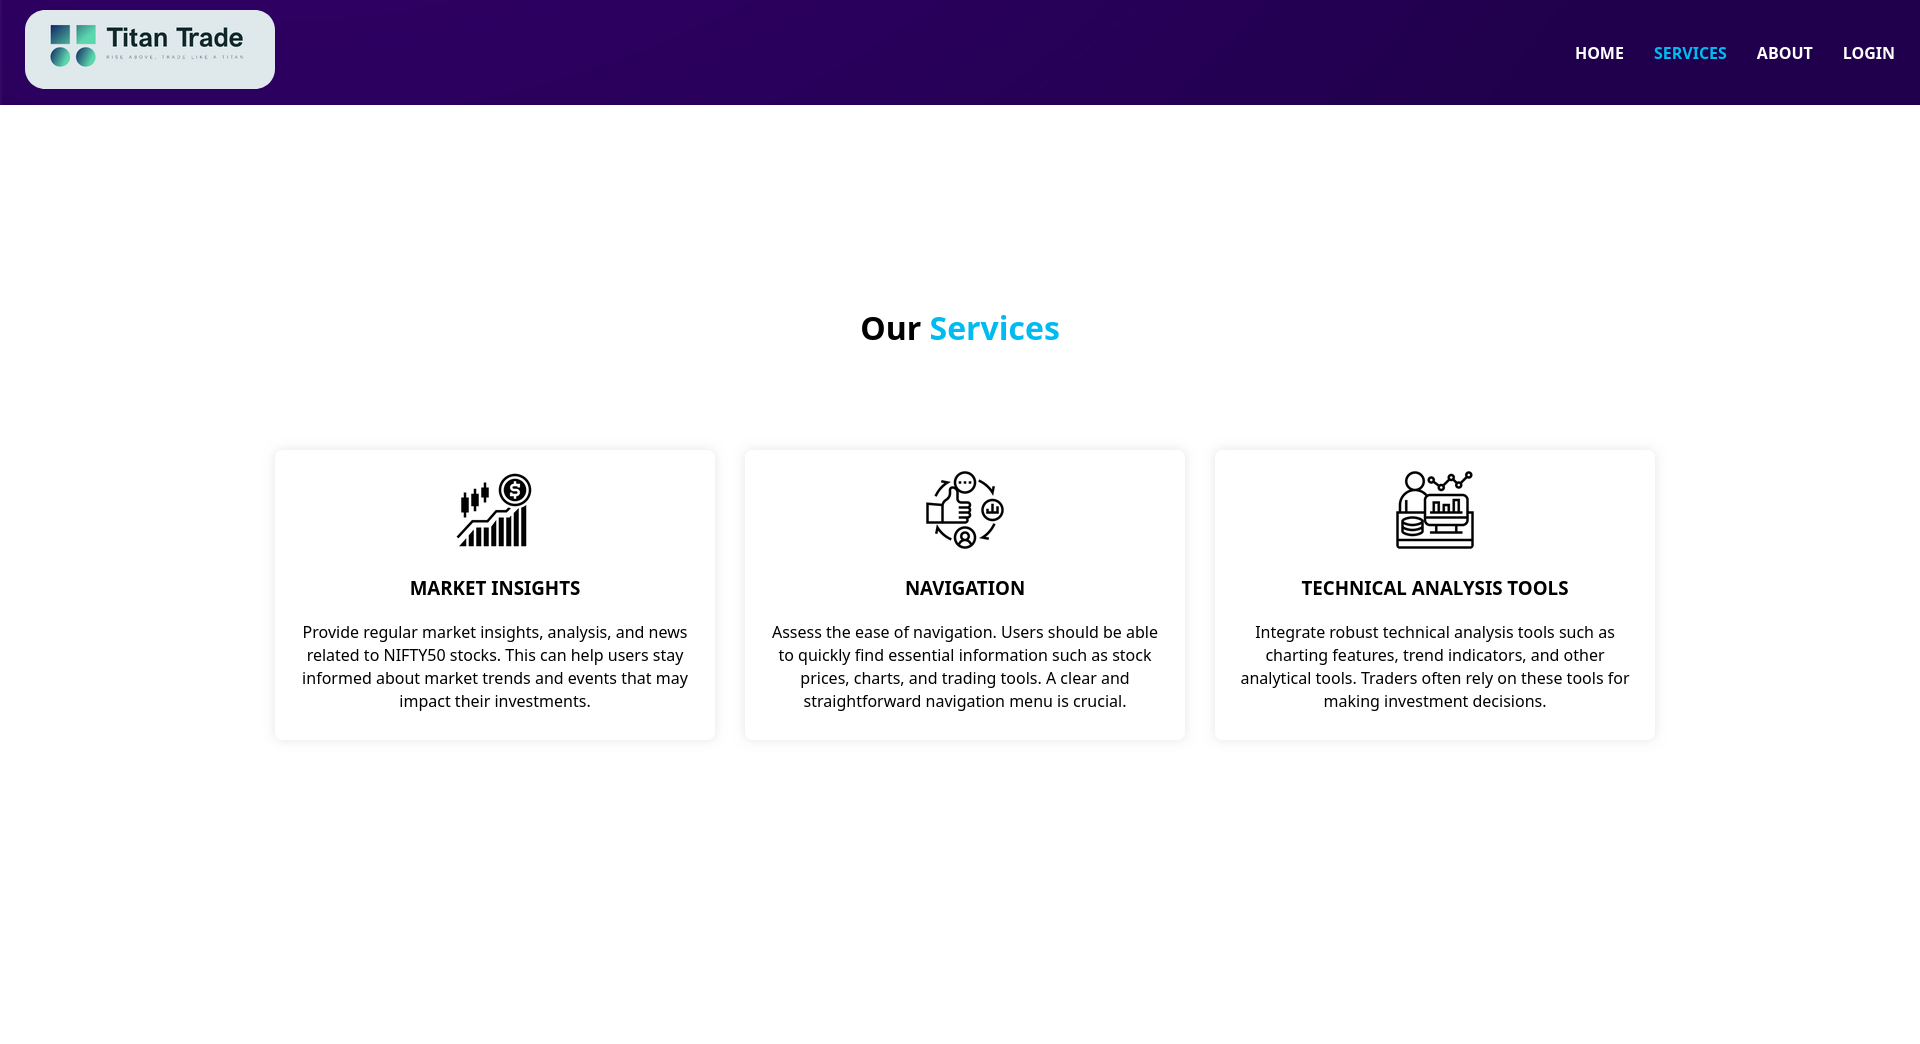 Titan Trade
RISE ABOVE, TRADE LIKE A TITAN
HOME
SERVICES
ABOUT
LOGIN
Our Services
$
MARKET INSIGHTS
Provide regular market insights, analysis, and news
related to NIFTY50 stocks. This can help users stay
informed about market trends and events that may
impact their investments.
NAVIGATION
Assess the ease of navigation. Users should be able
to quickly find essential information such as stock
prices, charts, and trading tools. A clear and
straightforward navigation menu is crucial.
TECHNICAL ANALYSIS TOOLS
Integrate robust technical analysis tools such as
charting features, trend indicators, and other
analytical tools. Traders often rely on these tools for
making investment decisions.